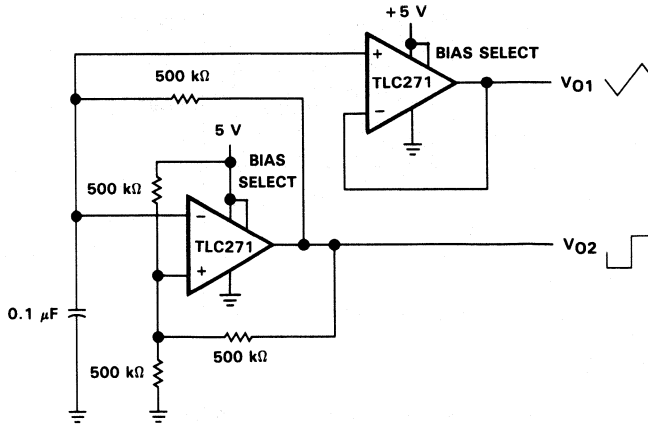 +5 V
+
BIAS SELECT
TLC271
−
VO1
500 kΩ
5 V
BIAS
SELECT
500 kΩ
−
TLC271
+
VO2
0.1 μF
500 kΩ
500 kΩ